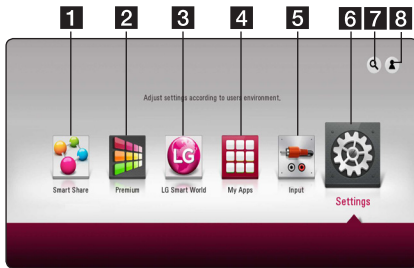 1 2 3 4 5 6 7 8
Adjust settings according to users environment.
LG
Smart Share Premium LG Smart World My Apps Input Settings